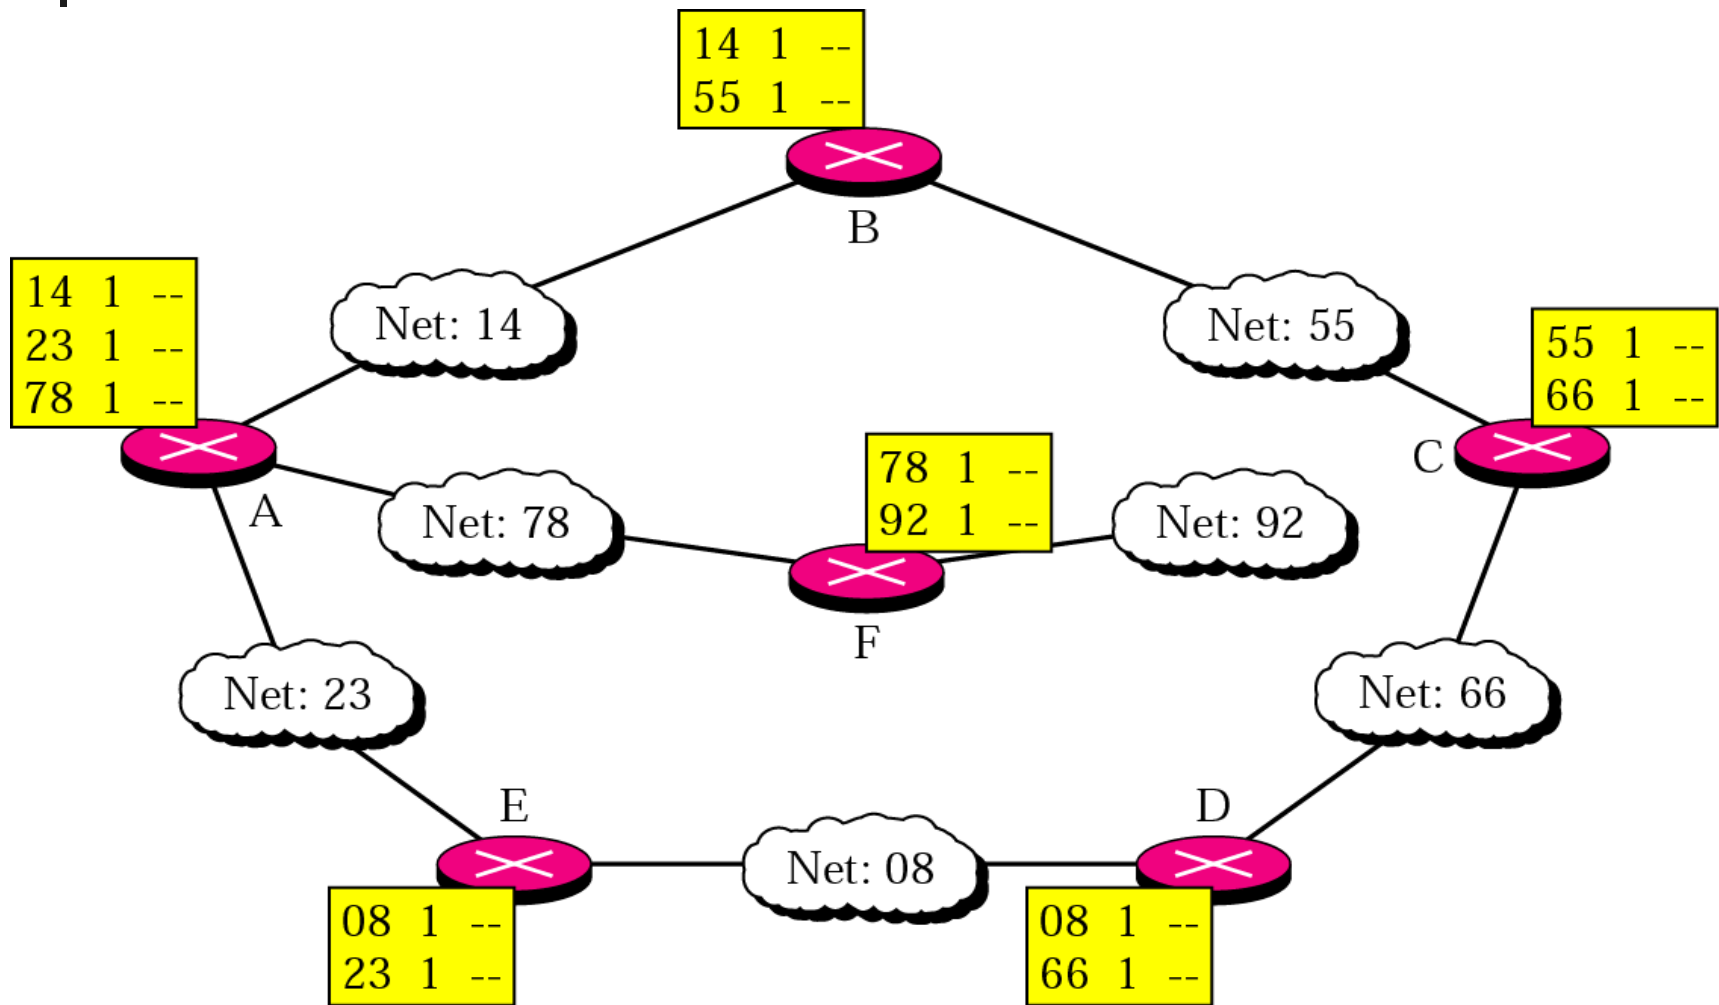 14 1 --
55 1 --
B
14 1 --
23 1 --
78 1 --
Net: 14
Net: 55
55 1 --
66 1 --
A
C
Net: 78
78 1 --
92 1 --
Net: 92
F
Net: 23
Net: 66
E
D
Net: 08
08 1 --
23 1 --
08 1 --
66 1 --